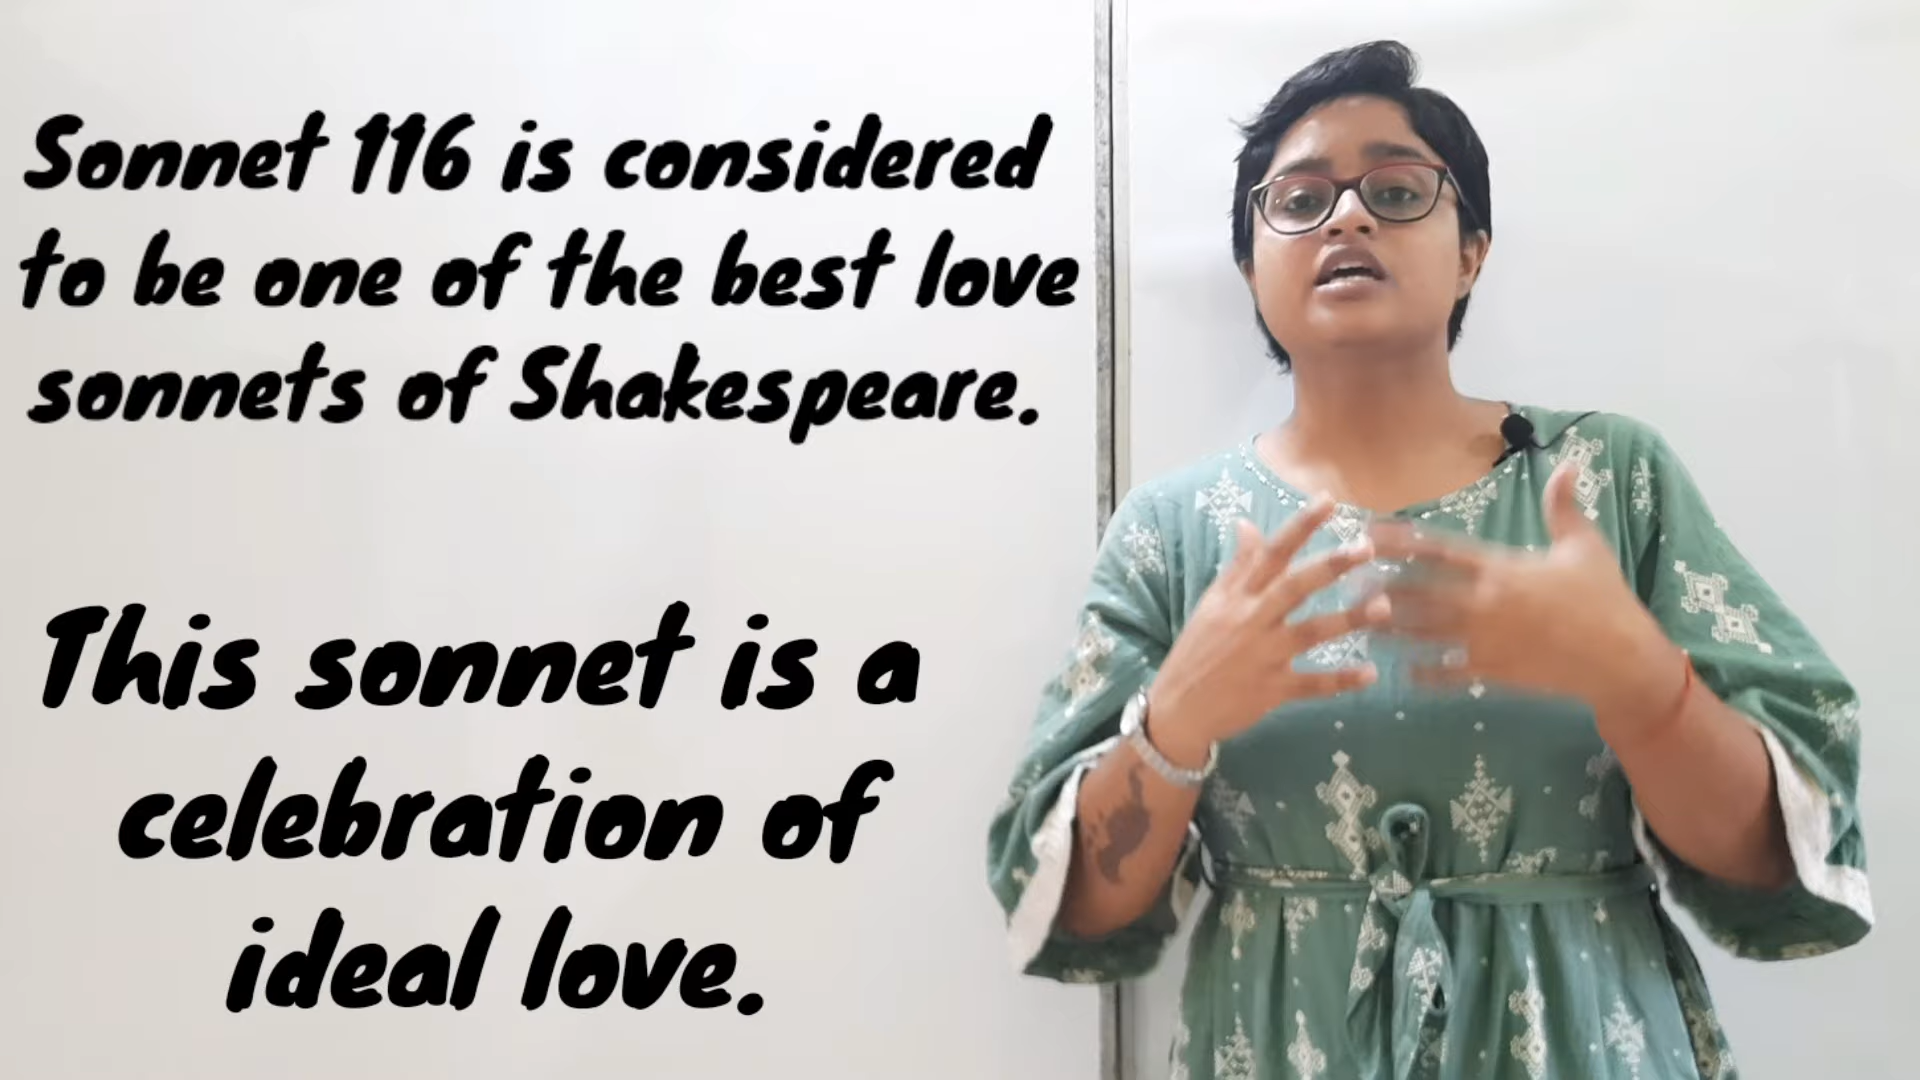 Sonnet 116 is considered
to be one of the best love
sonnets of Shakespeare.
This sonnet is a
celebration of
ideal love.